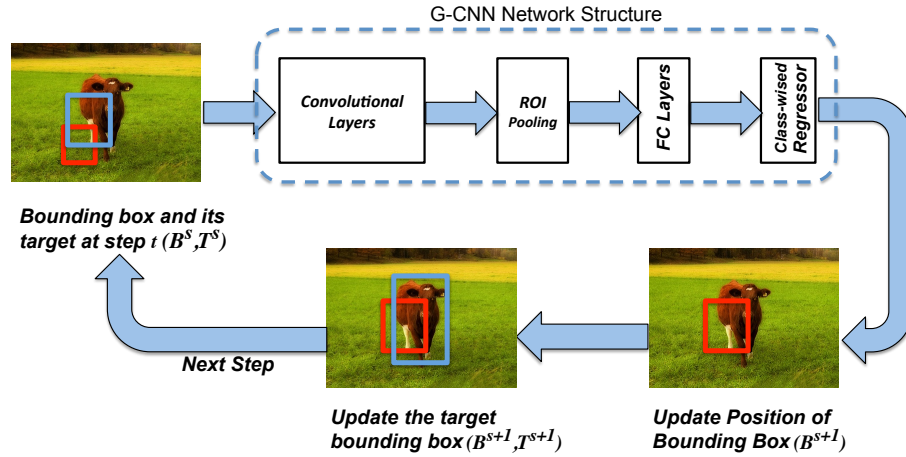 G-CNN Network Structure
Convolutional
Layers
ROI
Pooling
FC Layers
Class-wised
Regressor
Bounding box and its
target at step t (B^s,T^s)
Next Step
Update the target
bounding box (B^{s+1},T^{s+1})
Update Position of
Bounding Box (B^{s+1})